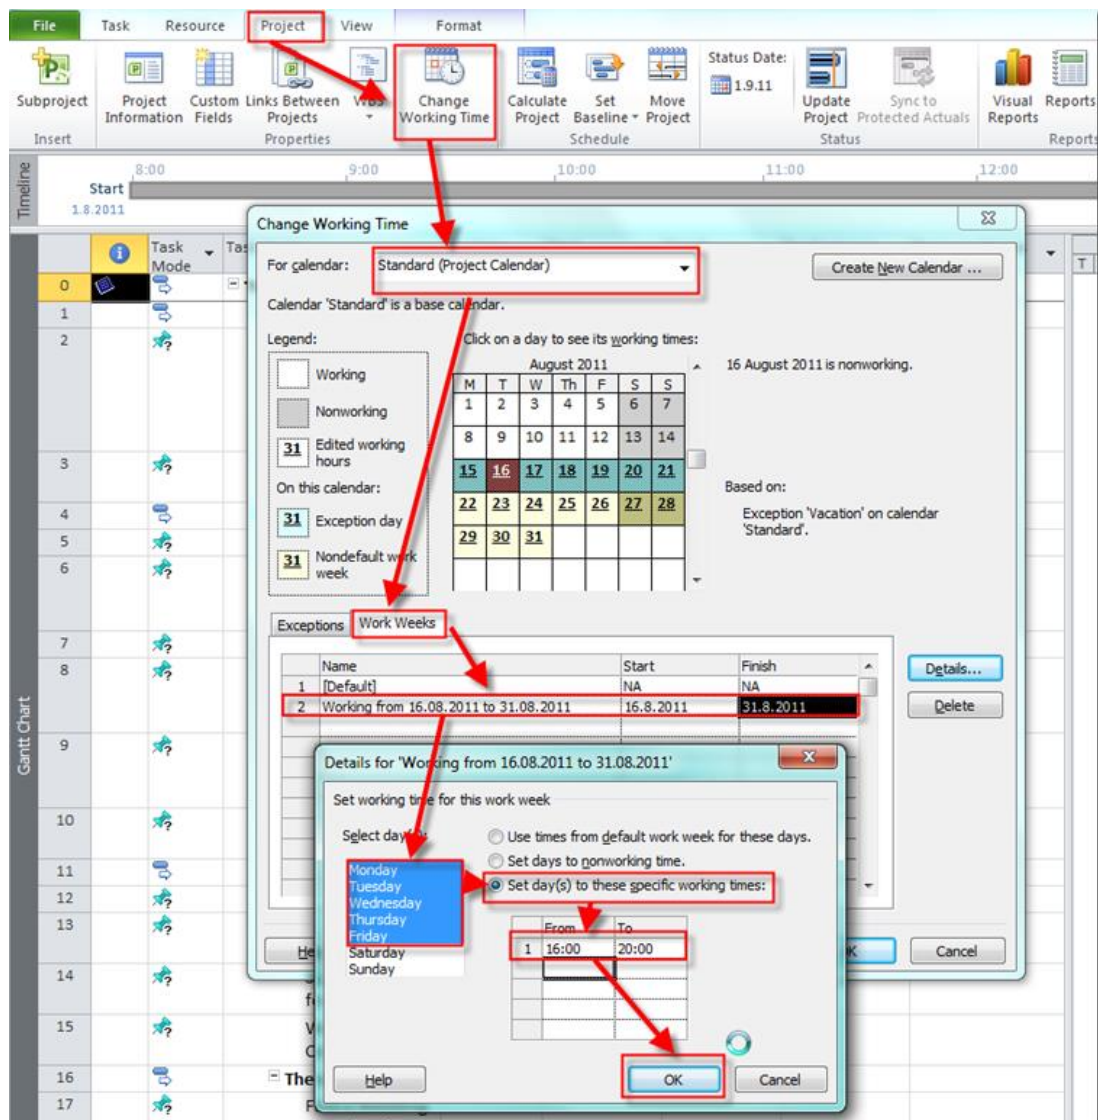 File Task Resource Project View Format
Subproject
Project Information
Custom Fields
Links Between Projects
WBS
Change Working Time
Calculate Project
Set Baseline
Move Project
Status Date:
1.9.11
Update Project
Sync to Protected Actuals
Visual Reports
Reports
Insert Properties Schedule Status Reports
Timeline
8:00 9:00 10:00 11:00 12:00
Start
1.8.2011
Task Mode
Gantt Chart
0
1
2
3
4
5
6
7
8
9
10
11
12
13
14
15
16 The
17
Change Working Time
For calendar: Standard (Project Calendar) Create New Calendar ...
Calendar 'Standard' is a base calendar.
Legend:
Working
Nonworking
31 Edited working hours
On this calendar:
31 Exception day
31 Nondefault work week
Click on a day to see its working times:
August 2011
M T W Th F S S
1 2 3 4 5 6 7
8 9 10 11 12 13 14
15 16 17 18 19 20 21
22 23 24 25 26 27 28
29 30 31
16 August 2011 is nonworking.
Based on:
Exception 'Vacation' on calendar
'Standard'.
Exceptions Work Weeks
Name Start Finish
1 [Default] NA NA
2 Working from 16.08.2011 to 31.08.2011 16.8.2011 31.8.2011
Details...
Delete
Cancel
Details for 'Working from 16.08.2011 to 31.08.2011'
Set working time for this work week
Select day(s):
Monday
Tuesday
Wednesday
Thursday
Friday
Saturday
Sunday
Use times from default work week for these days.
Set days to nonworking time.
Set day(s) to these specific working times:
From To
1 16:00 20:00
Help OK Cancel